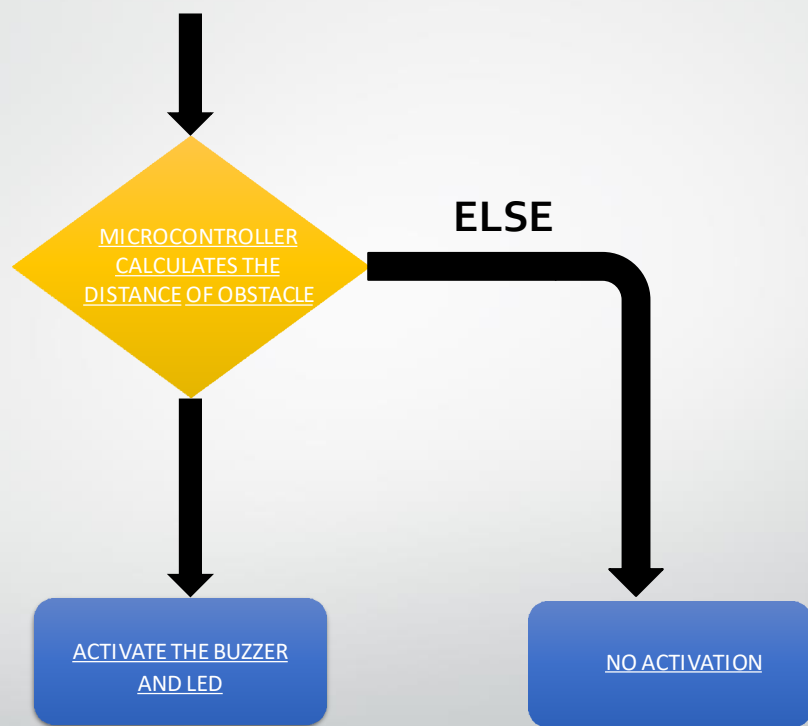 ELSE
MICROCONTROLLER
CALCULATES THE
DISTANCE OF OBSTACLE
ACTIVATE THE BUZZER
AND LED
NO ACTIVATION